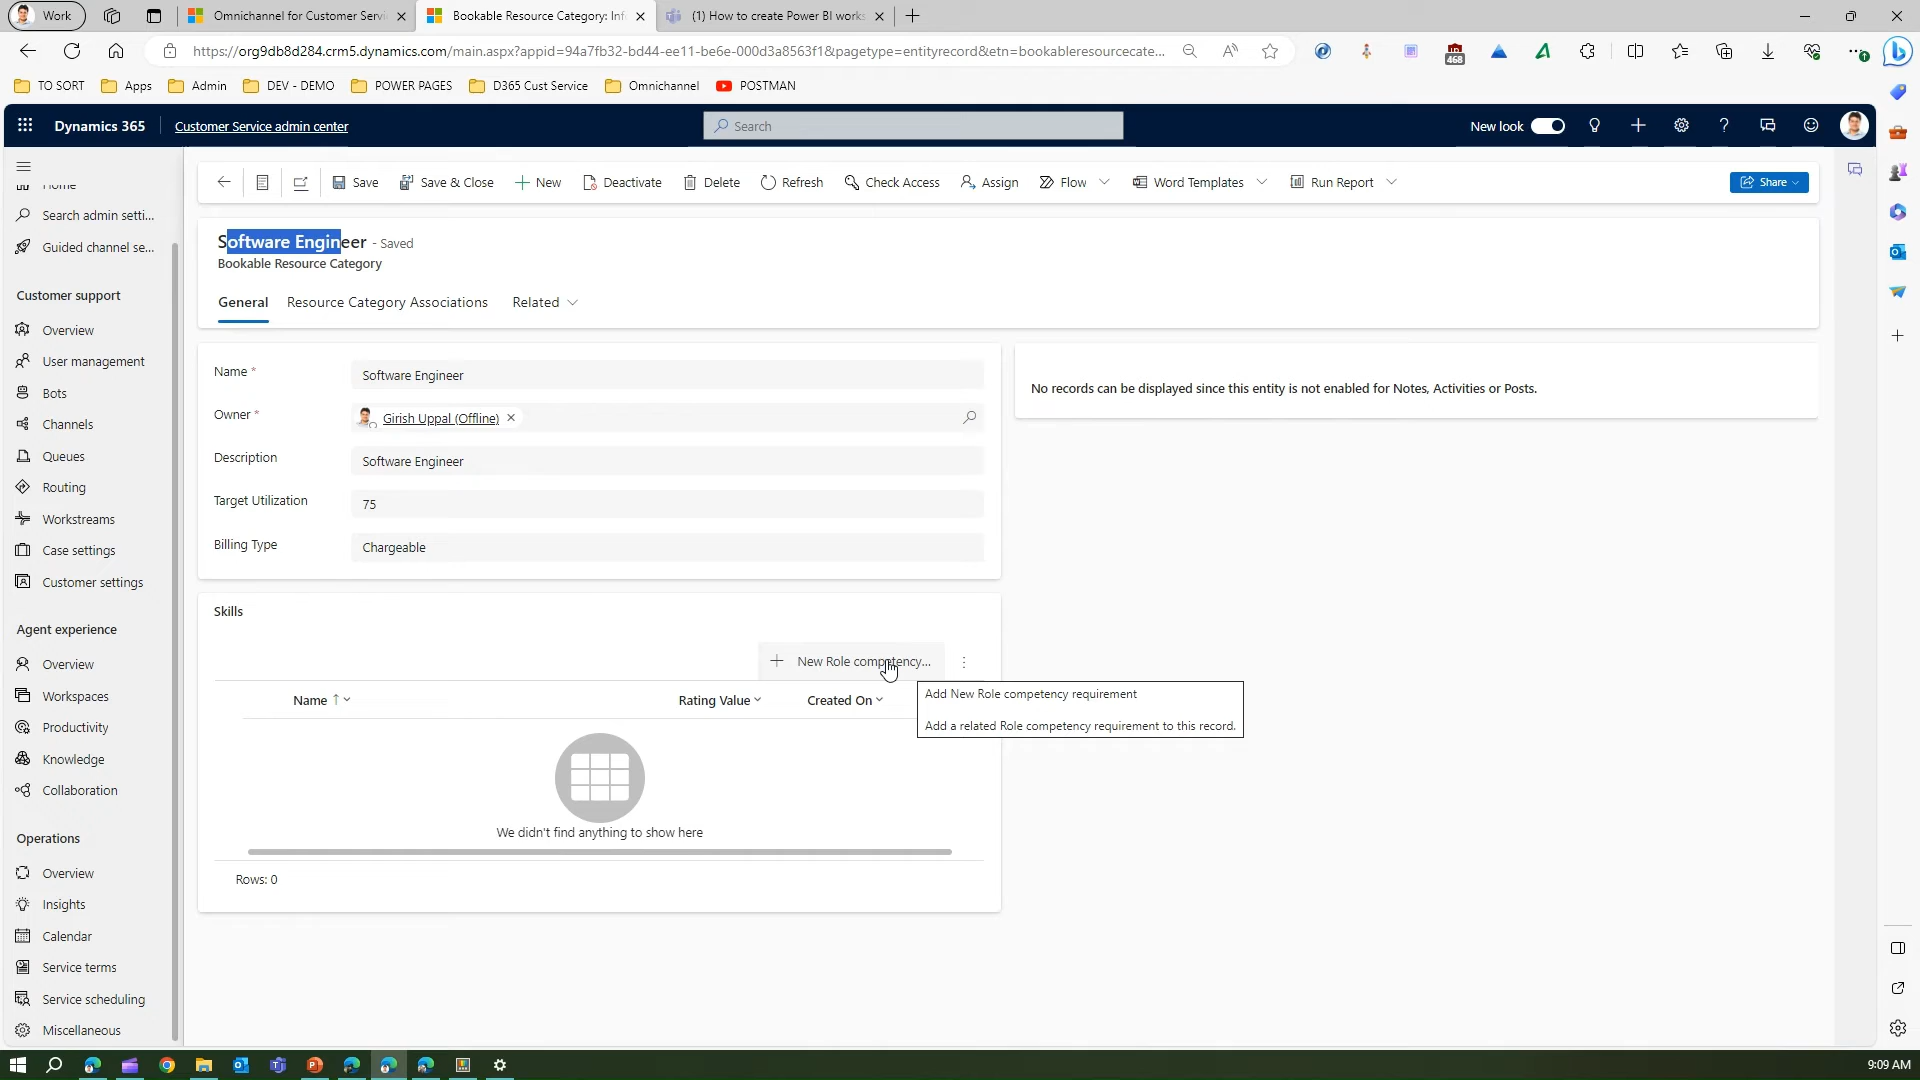 Work
Omnichannel for Customer Servi
Bookable Resource Category: Inf
(1) How to create Power BI works
https://org9db8d284.crm5.dynamics.com/main.aspx?appid=94a7fb32-bd44-ee11-be6e-000d3a8563f1&pagetype=entityrecord&etn=bookableresourcecate...
468
TO SORT
Apps
Admin
DEV - DEMO
POWER PAGES
D365 Cust Service
Omnichannel
POSTMAN
Dynamics 365
Customer Service admin center
Search
New look
Save
Save & Close
New
Deactivate
Delete
Refresh
Check Access
Assign
Flow
Word Templates
Run Report
Share
Home
Search admin setti...
Guided channel se...
Customer support
Overview
User management
Bots
Channels
Queues
Routing
Workstreams
Case settings
Customer settings
Agent experience
Overview
Workspaces
Productivity
Knowledge
Collaboration
Operations
Overview
Insights
Calendar
Service terms
Service scheduling
Miscellaneous
Software Engineer - Saved
Bookable Resource Category
General
Resource Category Associations
Related
Name *
Software Engineer
Owner *
Girish Uppal (Offline)
Description
Software Engineer
Target Utilization
75
Billing Type
Chargeable
No records can be displayed since this entity is not enabled for Notes, Activities or Posts.
Skills
New Role competency...
Name
Rating Value
Created On
Add New Role competency requirement
Add a related Role competency requirement to this record.
We didn't find anything to show here
Rows: 0
9:09 AM